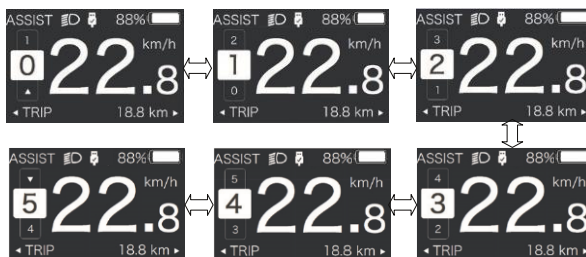 ASSIST 88%
1
km/h
0 22.8
▲
◂ TRIP 18.8 km ▸
ASSIST 88%
2
km/h
1 22.8
0
◂ TRIP 18.8 km ▸
ASSIST 88%
3
km/h
2 22.8
1
◂ TRIP 18.8 km ▸
ASSIST 88%
▼
km/h
5 22.8
4
◂ TRIP 18.8 km ▸
ASSIST 88%
5
km/h
4 22.8
3
◂ TRIP 18.8 km ▸
ASSIST 88%
4
km/h
3 22.8
2
◂ TRIP 18.8 km ▸